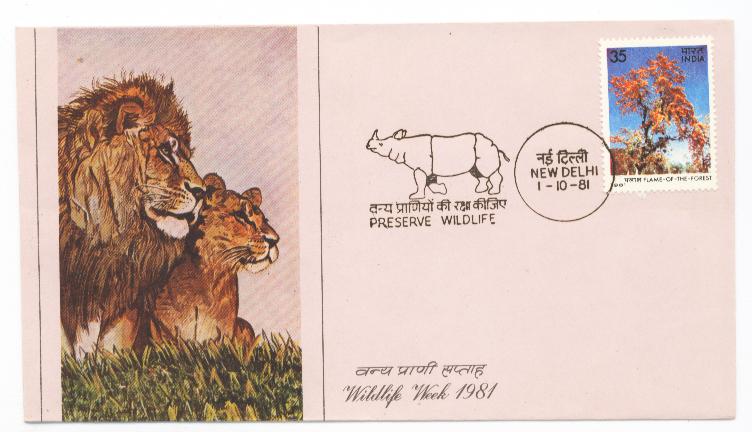 35 भारत
INDIA
पलाश FLAME-OF-THE-FOREST
1981
नई दिल्ली
NEW DELHI
1-10-81
वन्य प्राणियों की रक्षा कीजिए
PRESERVE WILDLIFE
वन्य प्राणी सप्ताह
Wildlife Week 1981